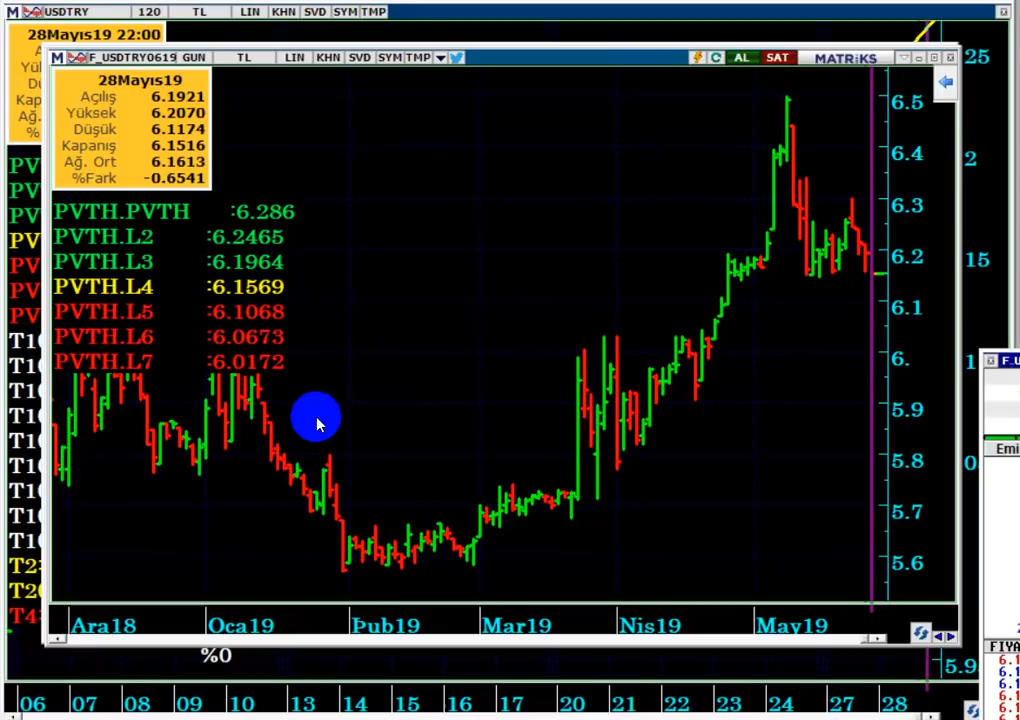 M USDTRY 120 TL LIN KHN SVD SYM TMP
28Mayıs19 22:00
M F_USDTRY0619 GUN TL LIN KHN SVD SYM TMP AL SAT MATRİKS
28Mayıs19
Açılış 6.1921
Yüksek 6.2070
Düşük 6.1174
Kapanış 6.1516
Ağ. Ort 6.1613
%Fark -0.6541
PVTH.PVTH :6.286
PVTH.L2 :6.2465
PVTH.L3 :6.1964
PVTH.L4 :6.1569
PVTH.L5 :6.1068
PVTH.L6 :6.0673
PVTH.L7 :6.0172
6.5
6.4
6.3
6.2
6.1
6.
5.9
5.8
5.7
5.6
Ara18 Oca19 Þub19 Mar19 Nis19 May19
%0
06 07 08 09 10 13 14 15 16 17 20 21 22 23 24 27 28
25
2
15
1
0
5.9
Emi
FIYA